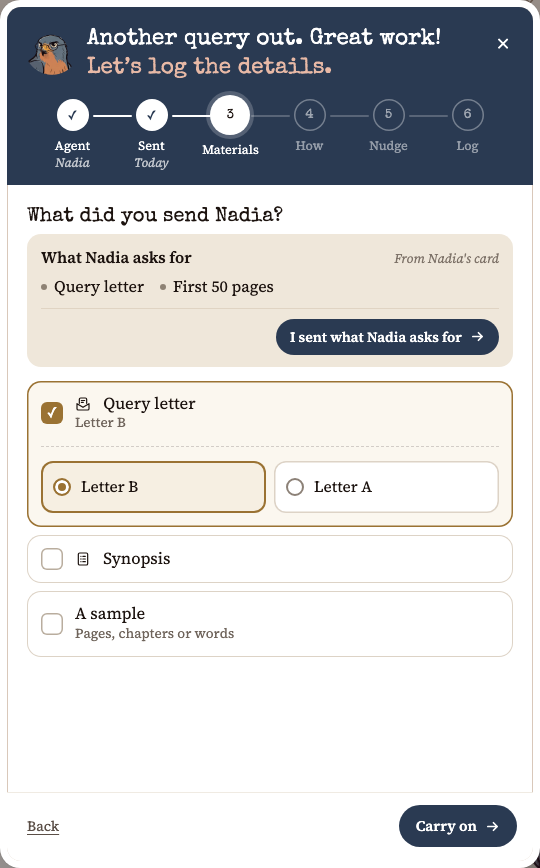 Another query out. Great work!
Let's log the details.
✓ ✓ 3 4 5 6
Agent Sent Materials How Nudge Log
Nadia Today
What did you send Nadia?
What Nadia asks for From Nadia's card
• Query letter • First 50 pages
I sent what Nadia asks for →
Query letter
Letter B
Letter B Letter A
Synopsis
A sample
Pages, chapters or words
Back Carry on →